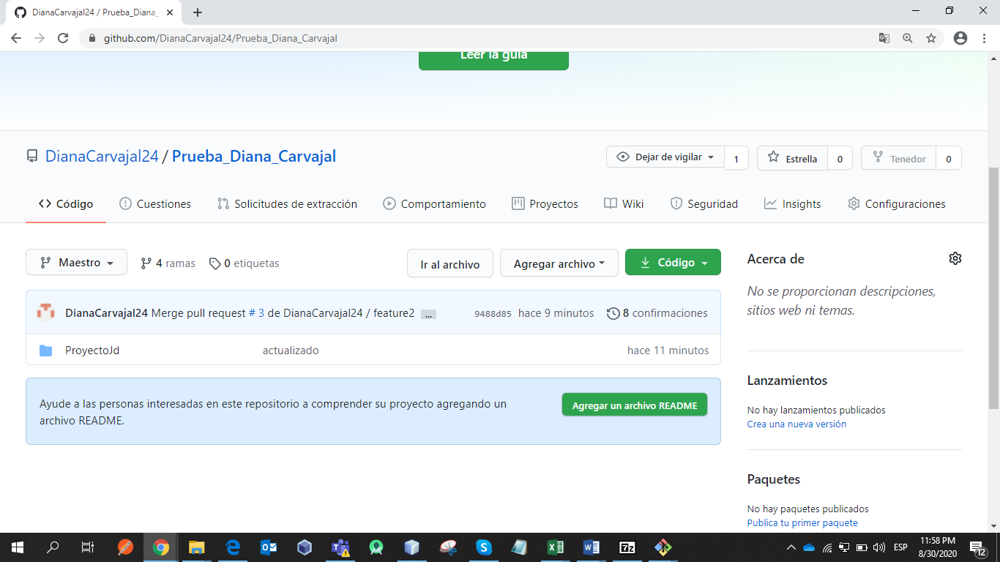 DianaCarvajal24 / Prueba_Diana_
github.com/DianaCarvajal24/Prueba_Diana_Carvajal
Leer la guía
DianaCarvajal24 / Prueba_Diana_Carvajal
Dejar de vigilar 1
Estrella 0
Tenedor 0
Código
Cuestiones
Solicitudes de extracción
Comportamiento
Proyectos
Wiki
Seguridad
Insights
Configuraciones
Maestro
4 ramas
0 etiquetas
Ir al archivo
Agregar archivo
Código
DianaCarvajal24 Merge pull request # 3 de DianaCarvajal24 / feature2 ...
9488d85 hace 9 minutos
8 confirmaciones
ProyectoJd
actualizado
hace 11 minutos
Ayude a las personas interesadas en este repositorio a comprender su proyecto agregando un
archivo README.
Agregar un archivo README
Acerca de
No se proporcionan descripciones,
sitios web ni temas.
Lanzamientos
No hay lanzamientos publicados
Crea una nueva versión
Paquetes
No hay paquetes publicados
Publica tu primer paquete
ESP
11:58 PM
8/30/2020
12